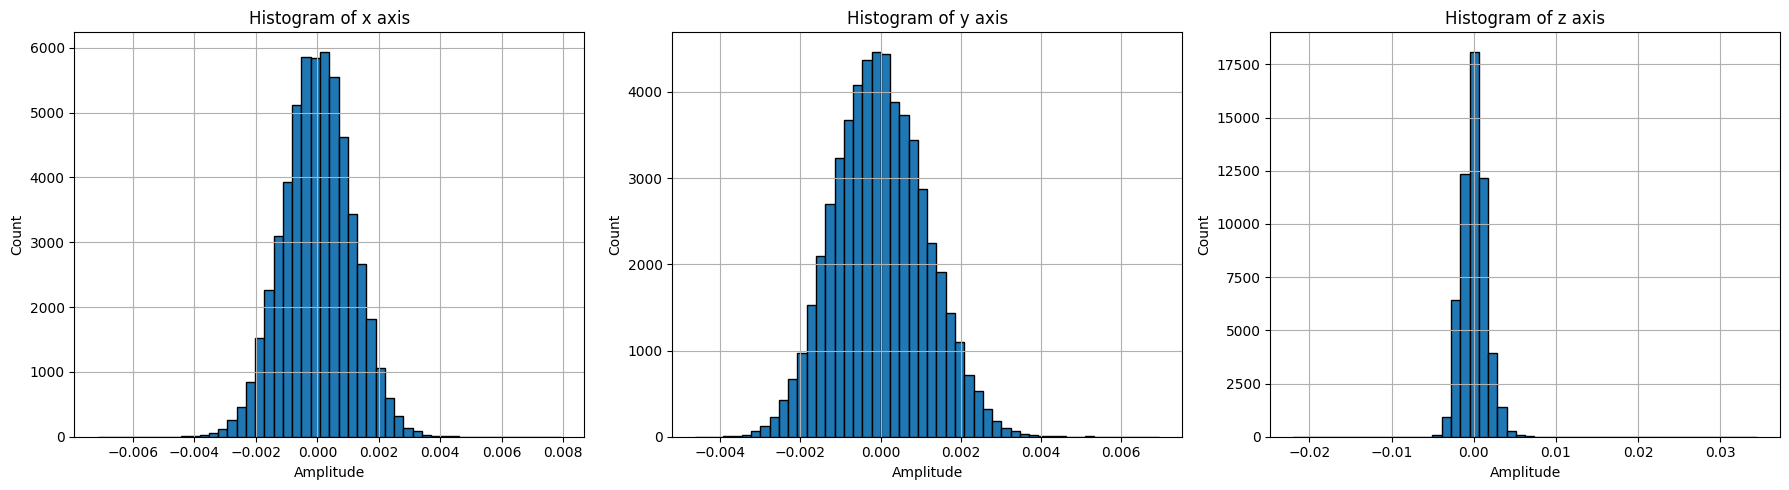 Histogram of x axis
6000
5000
4000
3000
2000
1000
0
Count
−0.006 −0.004 −0.002 0.000 0.002 0.004 0.006 0.008
Amplitude
Histogram of y axis
4000
3000
2000
1000
0
Count
−0.004 −0.002 0.000 0.002 0.004 0.006
Amplitude
Histogram of z axis
17500
15000
12500
10000
7500
5000
2500
0
Count
−0.02 −0.01 0.00 0.01 0.02 0.03
Amplitude